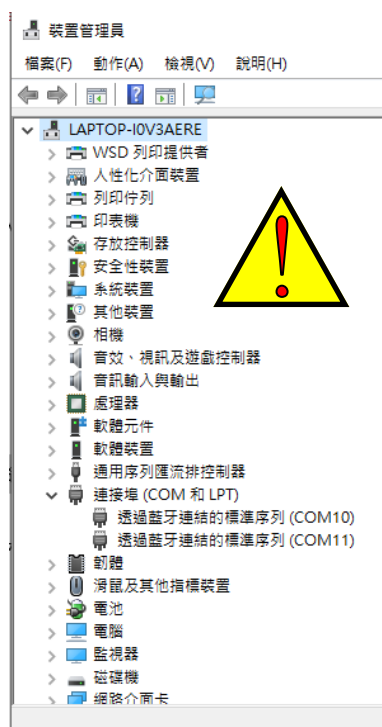 裝置管理員
檔案(F) 動作(A) 檢視(V) 說明(H)
LAPTOP-I0V3AERE
WSD 列印提供者
人性化介面裝置
列印佇列
印表機
存放控制器
安全性裝置
系統裝置
其他裝置
相機
音效、視訊及遊戲控制器
音訊輸入與輸出
處理器
軟體元件
軟體裝置
通用序列匯流排控制器
連接埠 (COM 和 LPT)
透過藍牙連結的標準序列 (COM10)
透過藍牙連結的標準序列 (COM11)
韌體
滑鼠及其他指標裝置
電池
電腦
監視器
磁碟機
網路介面卡